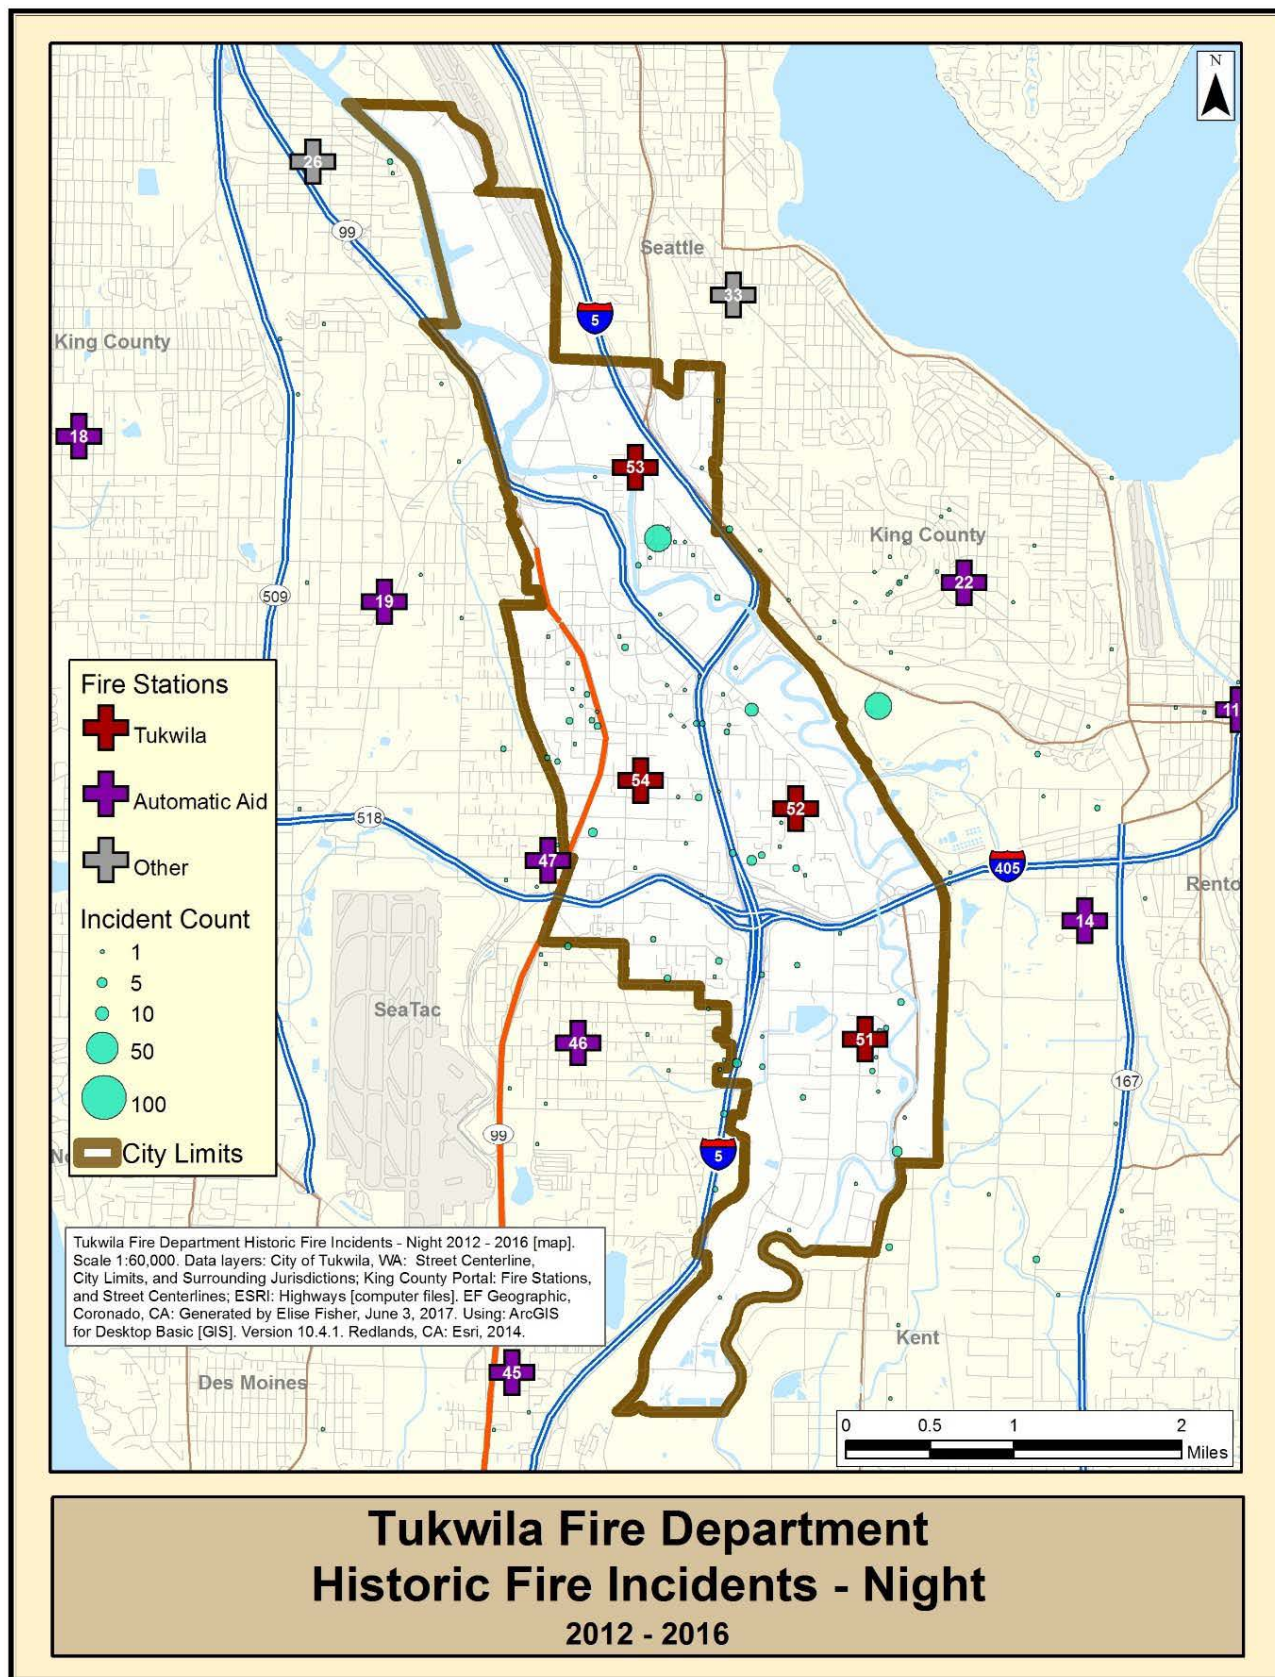 N
26
99
Seattle
33
5
King County
18
53
King County
22
509
19
Fire Stations
Tukwila
Automatic Aid
Other
Incident Count
1
5
10
50
100
City Limits
11
54
52
518
47
405
Rento
14
SeaTac
46
51
167
99
5
Tukwila Fire Department Historic Fire Incidents - Night 2012 - 2016 [map].
Scale 1:60,000. Data layers: City of Tukwila, WA: Street Centerline,
City Limits, and Surrounding Jurisdictions; King County Portal: Fire Stations,
and Street Centerlines; ESRI: Highways [computer files]. EF Geographic,
Coronado, CA: Generated by Elise Fisher, June 3, 2017. Using: ArcGIS
for Desktop Basic [GIS]. Version 10.4.1. Redlands, CA: Esri, 2014.
Kent
45
Des Moines
0 0.5 1 2
Miles
Tukwila Fire Department
Historic Fire Incidents - Night
2012 - 2016